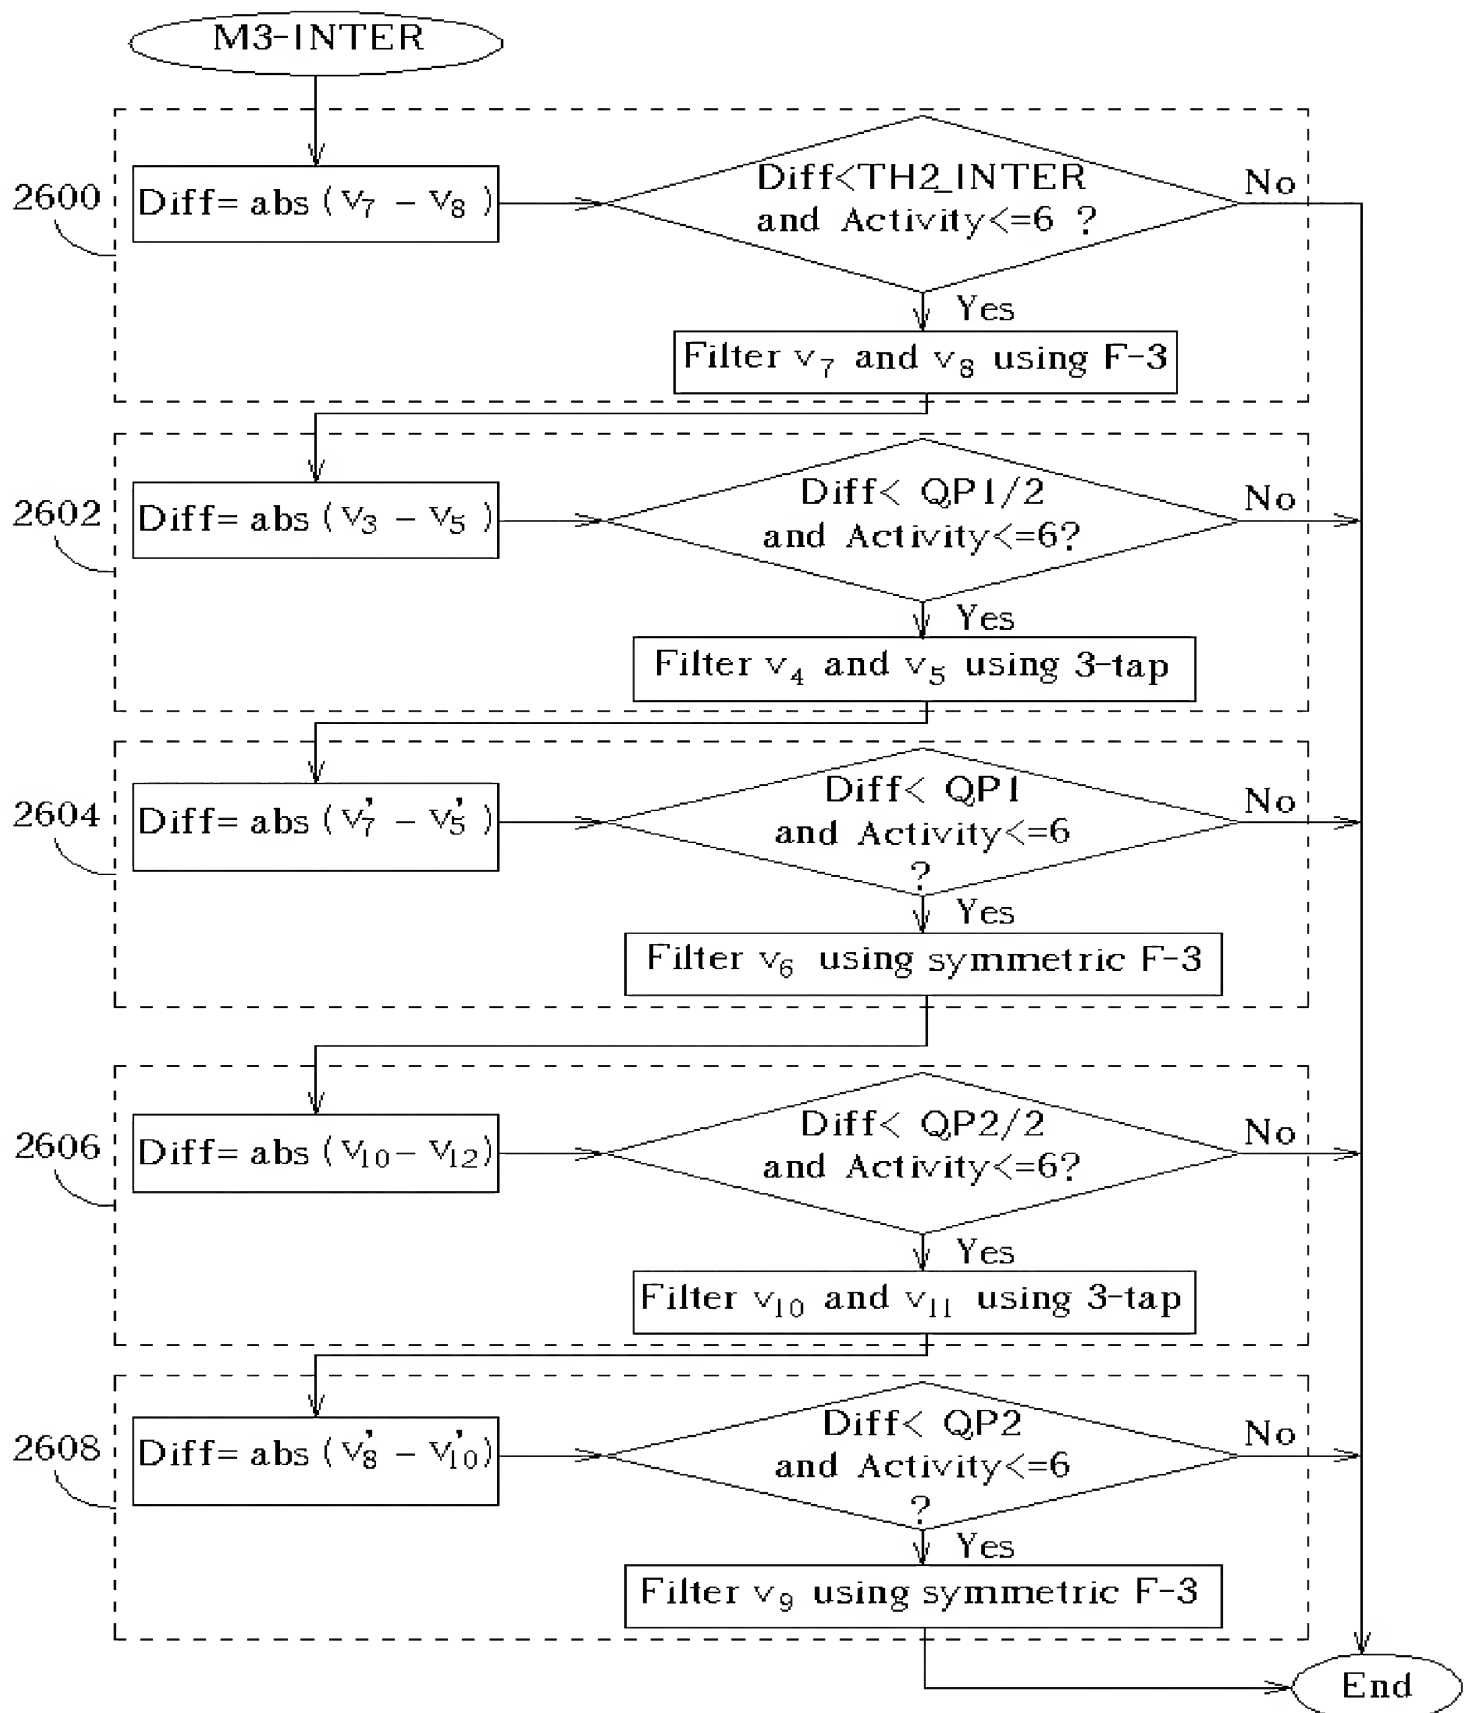 M3-INTER
2600
Diff= abs (v7 - v8)
Diff<TH2_INTER
and Activity<=6 ?
No
Yes
Filter v7 and v8 using F-3
2602
Diff= abs (v3 - v5)
Diff< QP1/2
and Activity<=6?
No
Yes
Filter v4 and v5 using 3-tap
2604
Diff= abs (v7' - v5')
Diff< QP1
and Activity<=6
?
No
Yes
Filter v6 using symmetric F-3
2606
Diff= abs (v10- v12)
Diff< QP2/2
and Activity<=6?
No
Yes
Filter v10 and v11 using 3-tap
2608
Diff= abs (v8' - v10')
Diff< QP2
and Activity<=6
?
No
Yes
Filter v9 using symmetric F-3
End